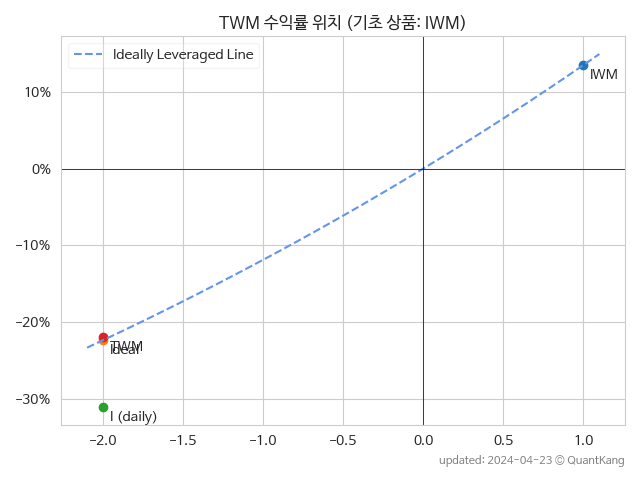 TWM 수익률 위치 (기초 상품: IWM)
Ideally Leveraged Line
IWM
10%
0%
−10%
−20%
TWM
ideal
−30%
I (daily)
−2.0 −1.5 −1.0 −0.5 0.0 0.5 1.0
updated: 2024-04-23 © QuantKang